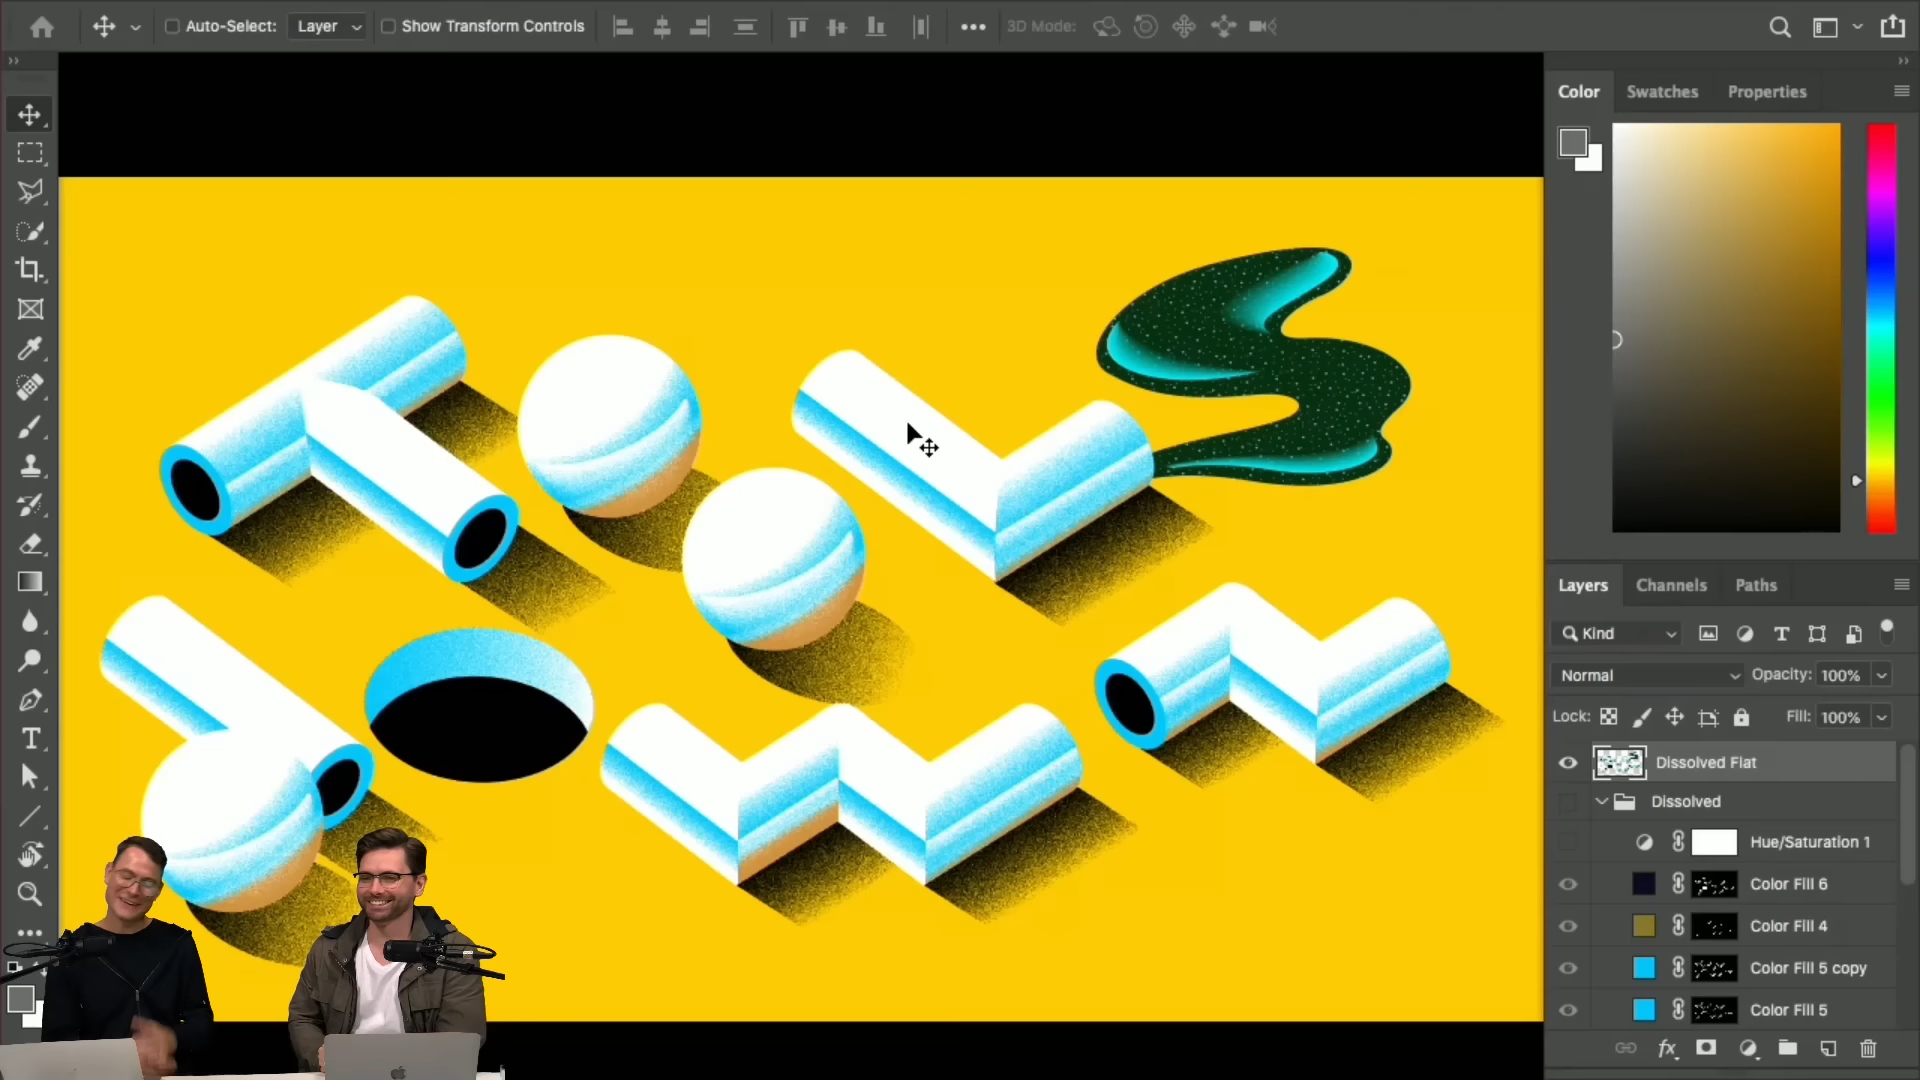 Auto-Select: Layer Show Transform Controls 3D Mode:
Color Swatches Properties
Layers Channels Paths
Kind
Normal Opacity: 100%
Lock: Fill: 100%
Dissolved Flat
Dissolved
Hue/Saturation 1
Color Fill 6
Color Fill 4
Color Fill 5 copy
Color Fill 5